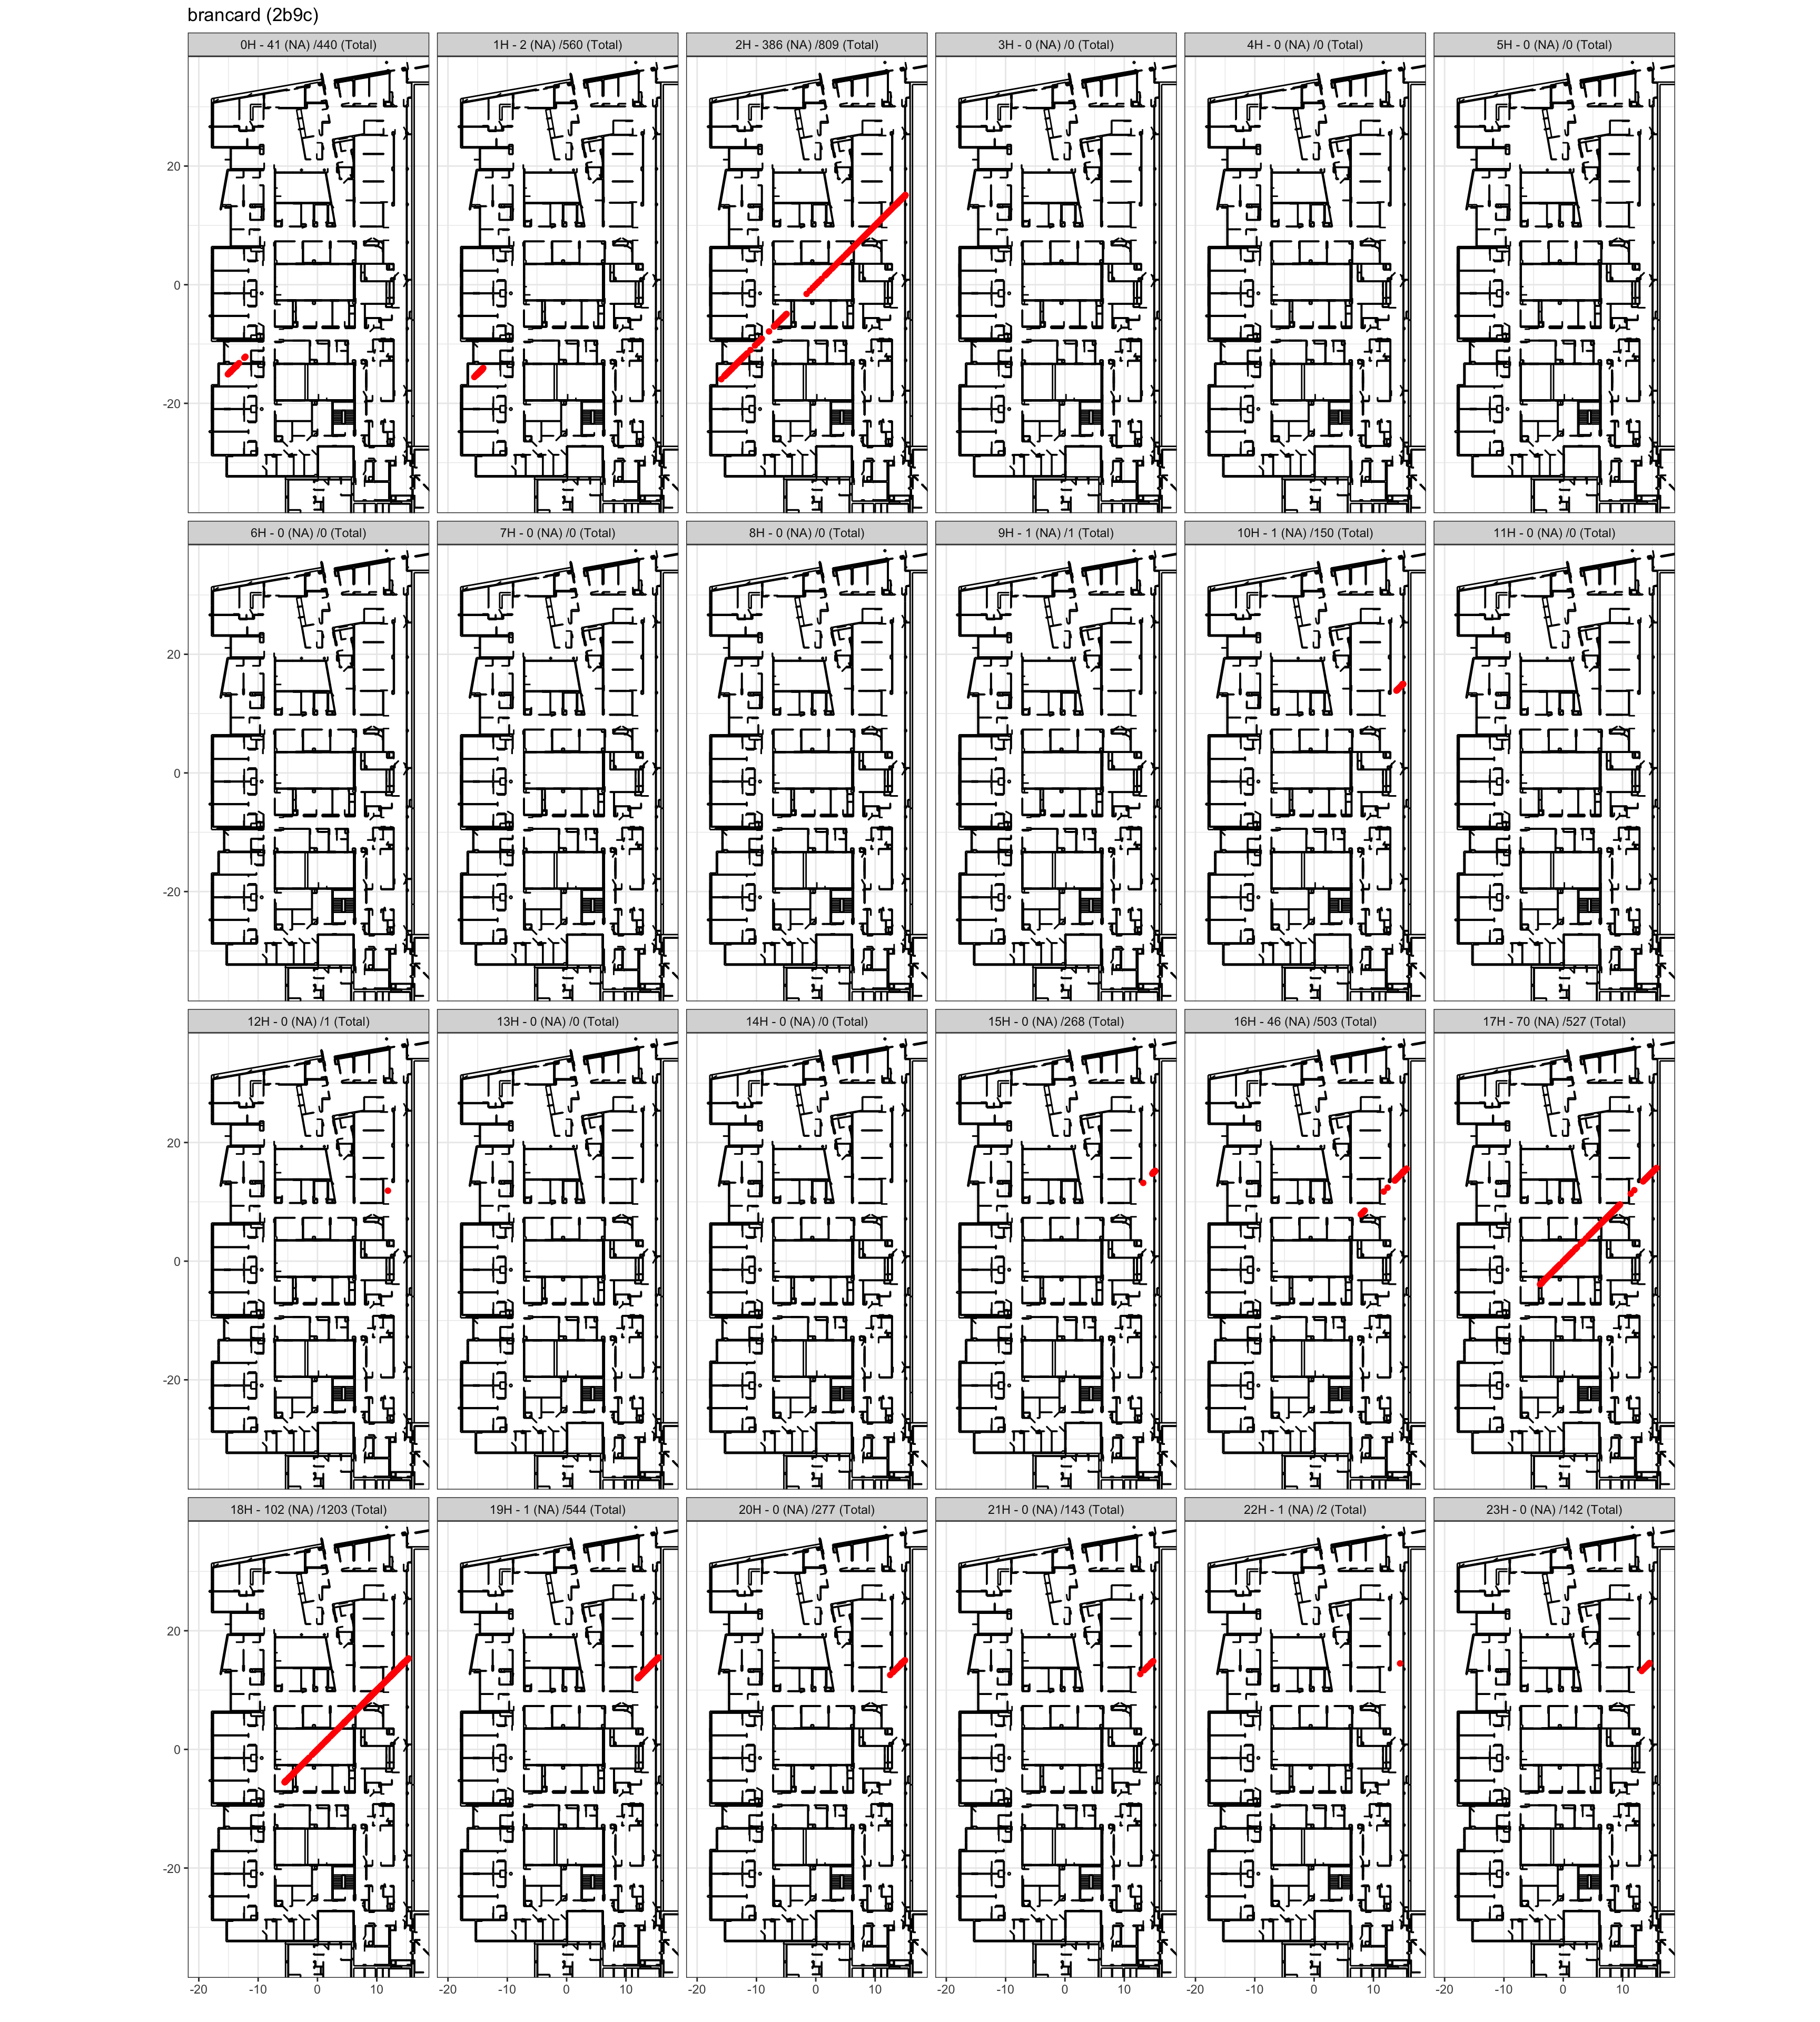 brancard (2b9c)
0H - 41 (NA) /440 (Total)
1H - 2 (NA) /560 (Total)
2H - 386 (NA) /809 (Total)
3H - 0 (NA) /0 (Total)
4H - 0 (NA) /0 (Total)
5H - 0 (NA) /0 (Total)
20
0
-20
6H - 0 (NA) /0 (Total)
7H - 0 (NA) /0 (Total)
8H - 0 (NA) /0 (Total)
9H - 1 (NA) /1 (Total)
10H - 1 (NA) /150 (Total)
11H - 0 (NA) /0 (Total)
20
0
-20
12H - 0 (NA) /1 (Total)
13H - 0 (NA) /0 (Total)
14H - 0 (NA) /0 (Total)
15H - 0 (NA) /268 (Total)
16H - 46 (NA) /503 (Total)
17H - 70 (NA) /527 (Total)
20
0
-20
18H - 102 (NA) /1203 (Total)
19H - 1 (NA) /544 (Total)
20H - 0 (NA) /277 (Total)
21H - 0 (NA) /143 (Total)
22H - 1 (NA) /2 (Total)
23H - 0 (NA) /142 (Total)
20
0
-20
-20 -10 0 10
-20 -10 0 10
-20 -10 0 10
-20 -10 0 10
-20 -10 0 10
-20 -10 0 10